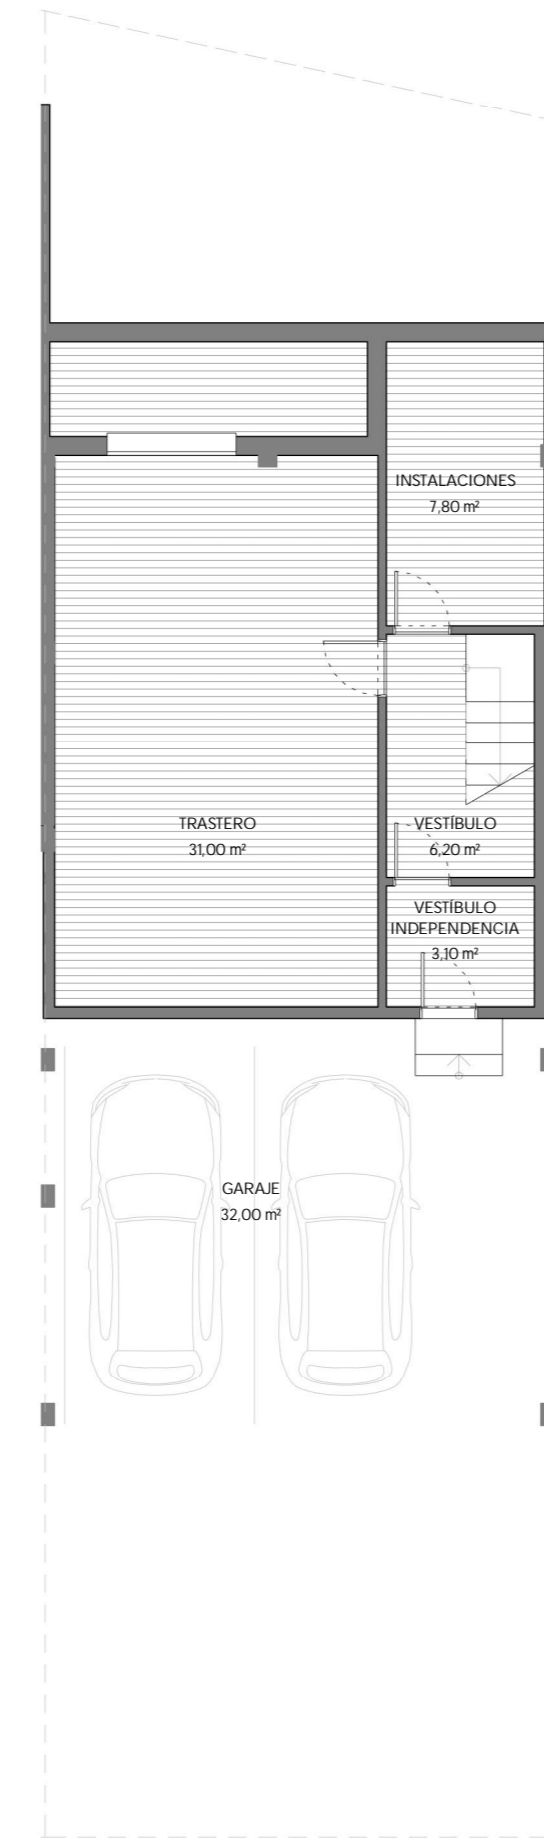 INSTALACIONES
7,80 m²
TRASTERO
31,00 m²
VESTÍBULO
6,20 m²
VESTÍBULO
INDEPENDENCIA
3,10 m²
GARAJE
32,00 m²